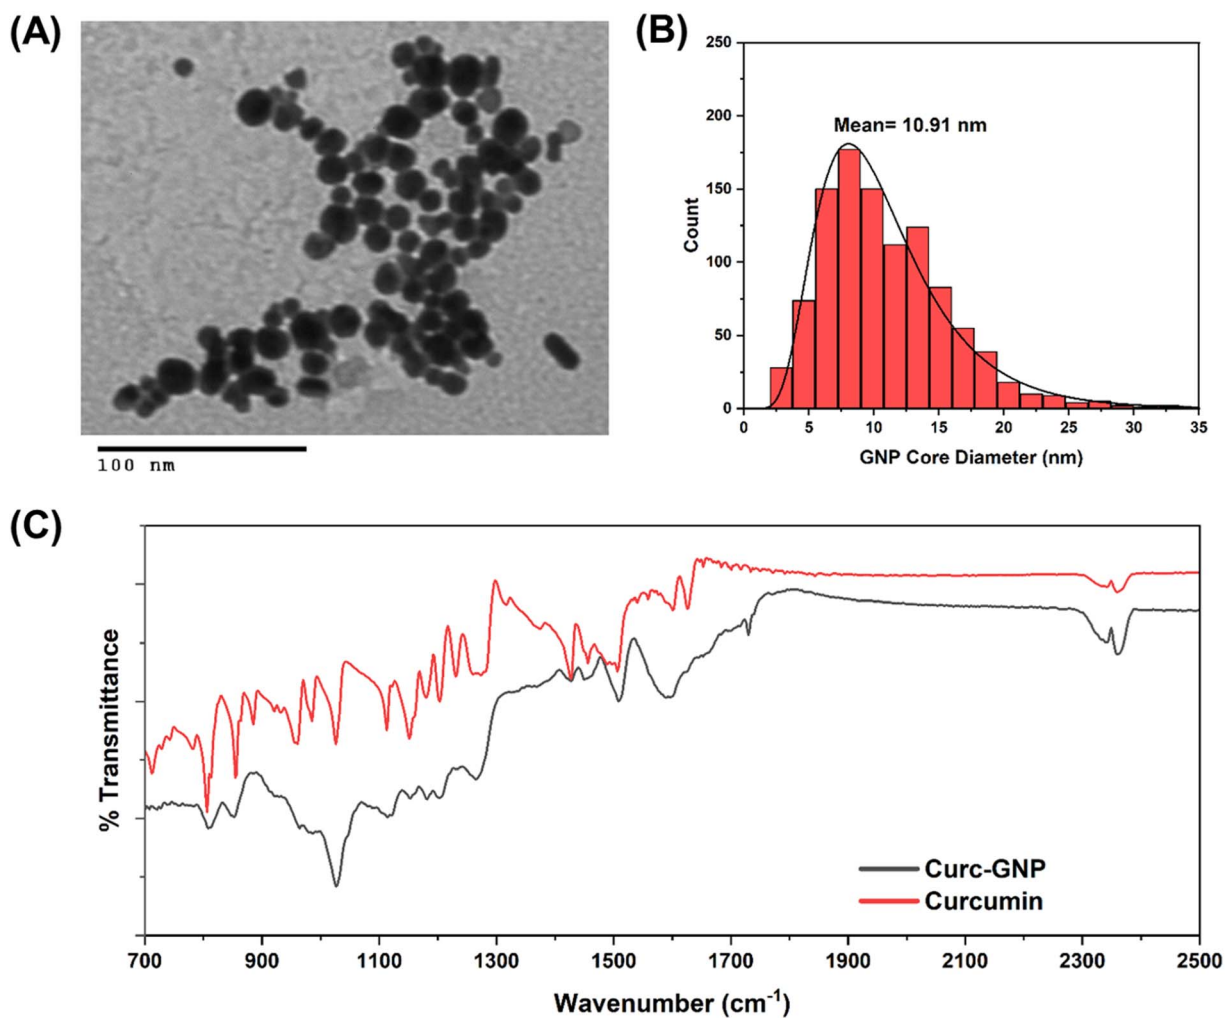 (A)
100 nm
(B)
250
200
150
100
50
0
Count
Mean= 10.91 nm
0 5 10 15 20 25 30 35
GNP Core Diameter (nm)
(C)
% Transmittance
Curc-GNP
Curcumin
700 900 1100 1300 1500 1700 1900 2100 2300 2500
Wavenumber (cm⁻¹)